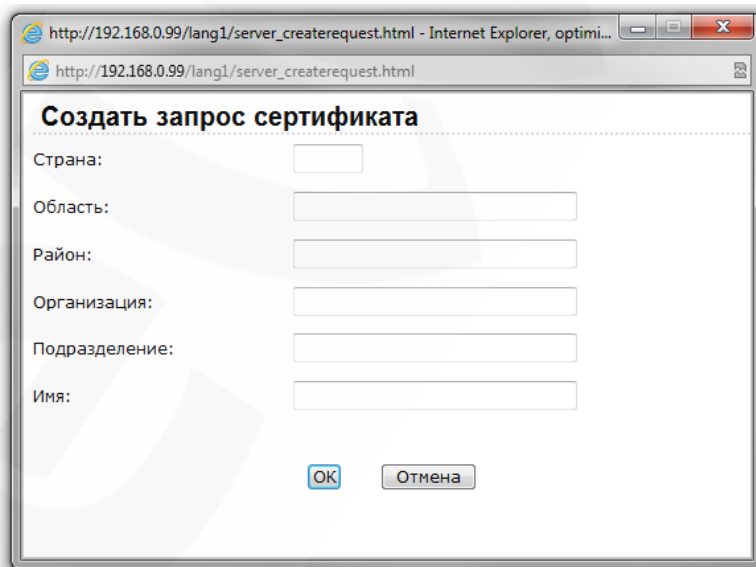 http://192.168.0.99/lang1/server_createrequest.html - Internet Explorer, optimi...
http://192.168.0.99/lang1/server_createrequest.html
Создать запрос сертификата
Страна:
Область:
Район:
Организация:
Подразделение:
Имя:
OK Отмена